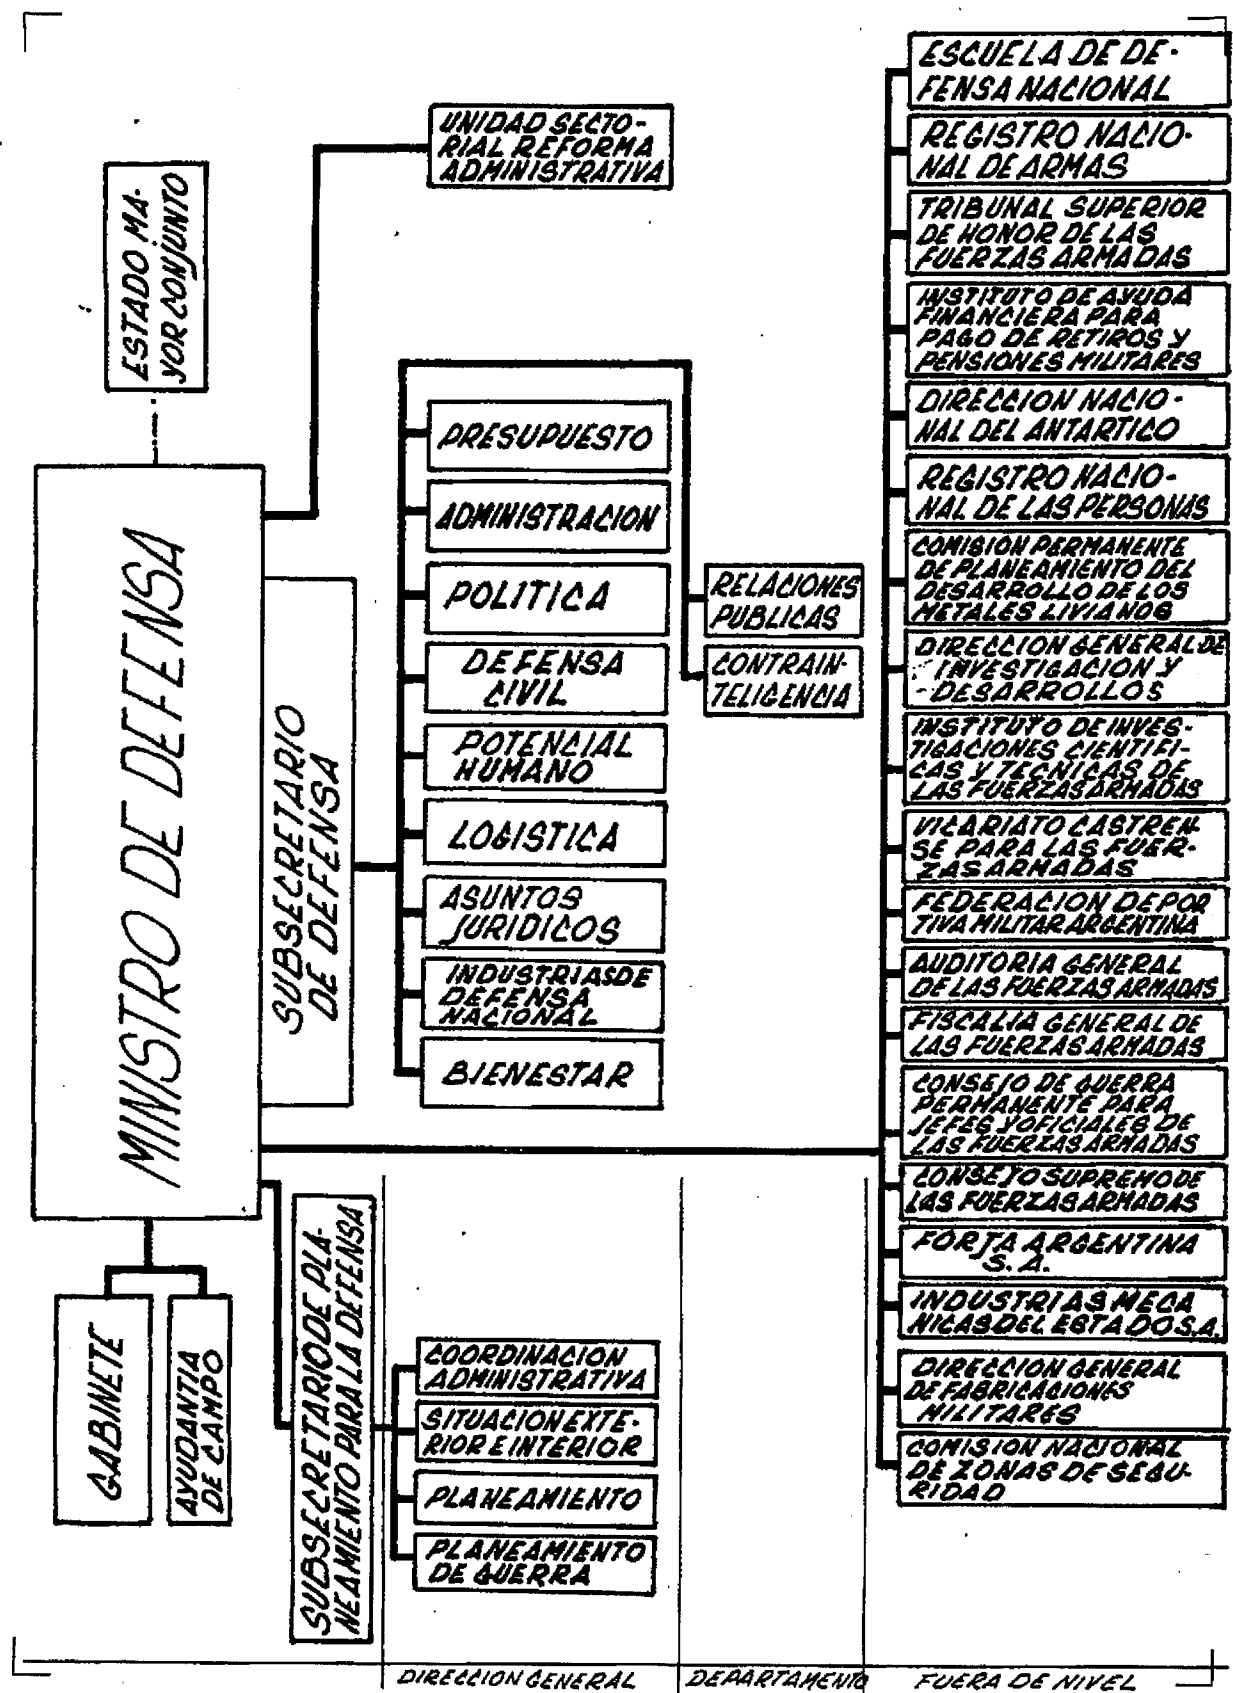 ESTADO MA-
YOR CONJUNTO
MINISTRO DE DEFENSA
GABINETE
AYUDANTIA
DE CAMPO
UNIDAD SECTO-
RIAL REFORMA
ADMINISTRATIVA
SUBSECRETARIO
DE DEFENSA
PRESUPUESTO
ADMINISTRACION
POLITICA
DEFENSA
CIVIL
POTENCIAL
HUMANO
LOGISTICA
ASUNTOS
JURIDICOS
INDUSTRIAS DE
DEFENSA
NACIONAL
BIENESTAR
RELACIONES
PUBLICAS
CONTRAIN-
TELIGENCIA
SUBSECRETARIO DE PLA-
NEAMIENTO PARA LA DEFENSA
COORDINACION
ADMINISTRATIVA
SITUACION EXTE-
RIOR E INTERIOR
PLANEAMIENTO
PLANEAMIENTO
DE GUERRA
ESCUELA DE DE-
FENSA NACIONAL
REGISTRO NACIO-
NAL DE ARMAS
TRIBUNAL SUPERIOR
DE HONOR DE LAS
FUERZAS ARMADAS
INSTITUTO DE AYUDA
FINANCIERA PARA
PAGO DE RETIROS Y
PENSIONES MILITARES
DIRECCION NACIO-
NAL DEL ANTARTICO
REGISTRO NACIO-
NAL DE LAS PERSONAS
COMISION PERMANENTE
DE PLANEAMIENTO DEL
DESARROLLO DE LOS
METALES LIVIANOS
DIRECCION GENERAL DE
INVESTIGACION Y
DESARROLLOS
INSTITUTO DE INVES-
TIGACIONES CIENTIFI-
CAS Y TECNICAS DE
LAS FUERZAS ARMADAS
VICARIATO CASTREN-
SE PARA LAS FUER-
ZAS ARMADAS
FEDERACION DEPOR
TIVA MILITAR ARGENTINA
AUDITORIA GENERAL
DE LAS FUERZAS ARMADAS
FISCALIA GENERAL DE
LAS FUERZAS ARMADAS
CONSEJO DE GUERRA
PERMANENTE PARA
JEFES Y OFICIALES DE
LAS FUERZAS ARMADAS
CONSEJO SUPREMO DE
LAS FUERZAS ARMADAS
FORJA ARGENTINA
S. A.
INDUSTRIAS MECA
NICAS DEL ESTADO S.A.
DIRECCION GENERAL
DE FABRICACIONES
MILITARES
COMISION NACIONAL
DE ZONAS DE SEGU-
RIDAD
DIRECCION GENERAL
DEPARTAMENTO
FUERA DE NIVEL